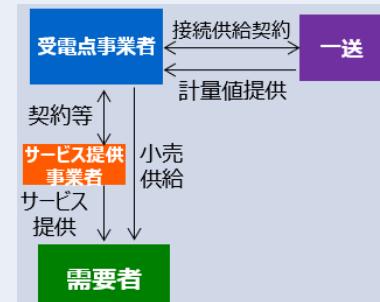 接続供給契約
受電点事業者
一送
計量値提供
契約等
サービス提供
事業者
小売
供給
サービス
提供
需要者